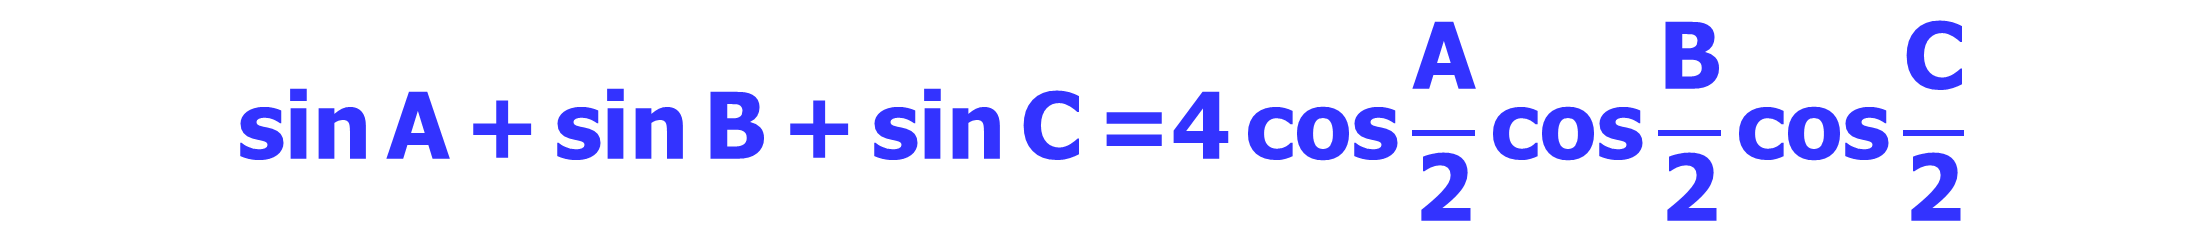 sin A + sin B + sin C = 4 cos A/2 cos B/2 cos C/2